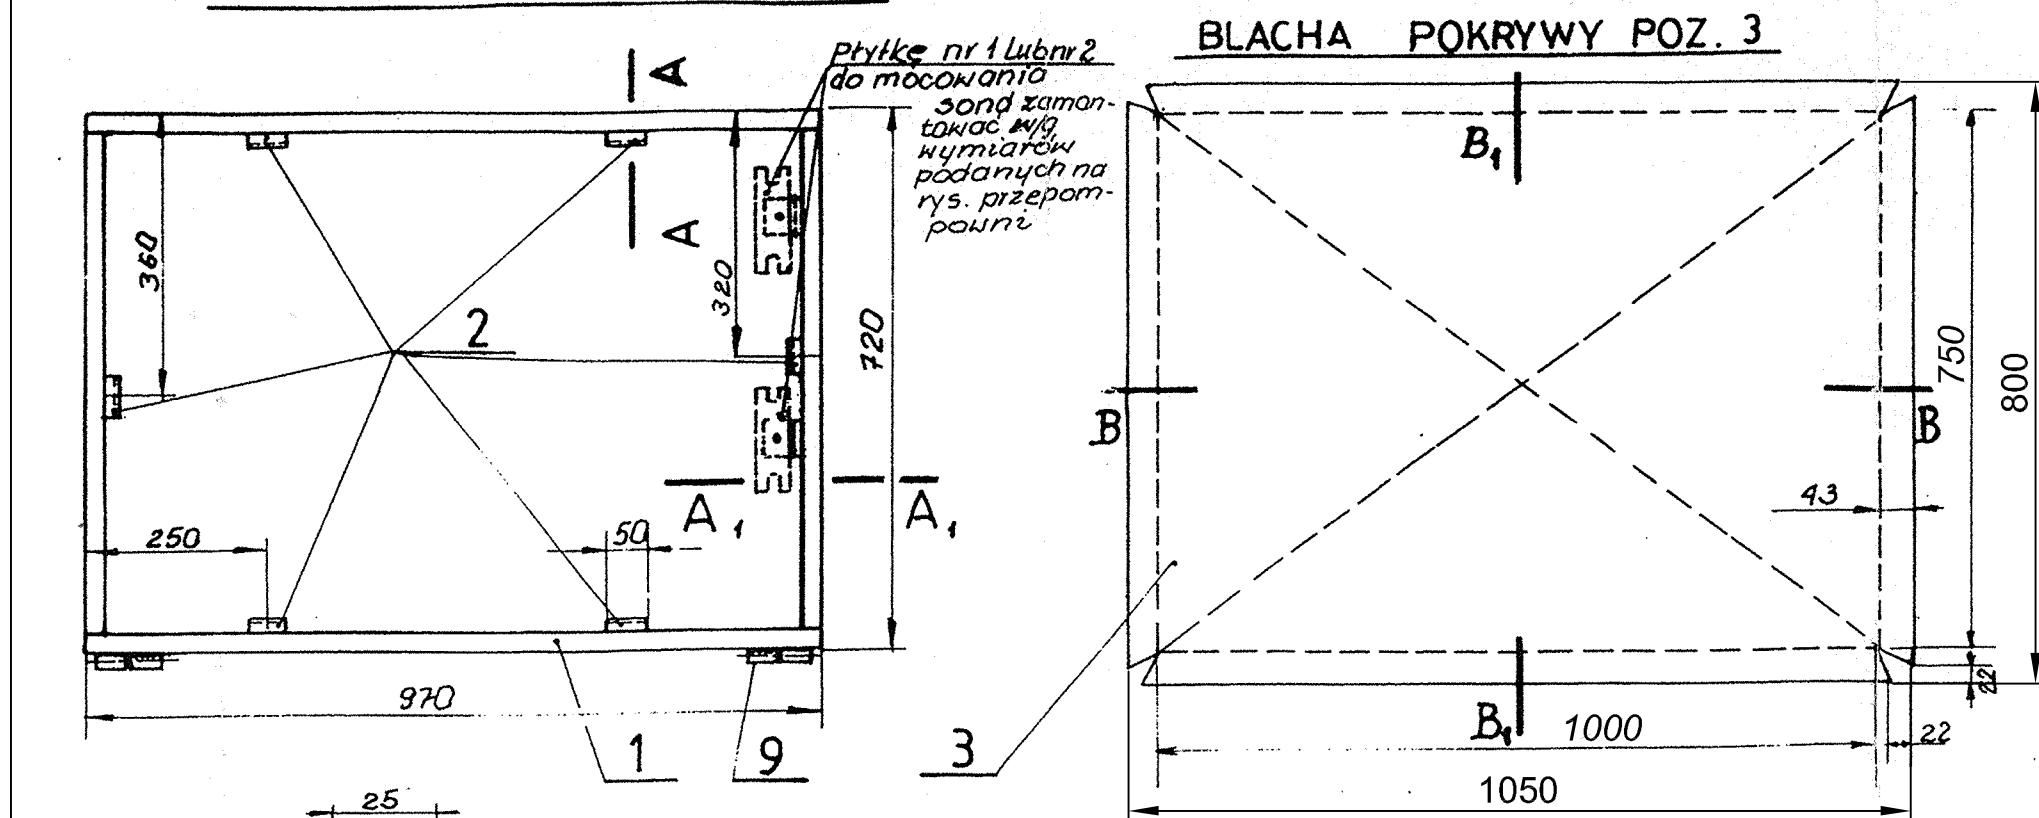 BLACHA POKRYWY POZ. 3
A
Płytkę nr 1 lub nr 2
do mocowania
sond zamon-
tować w/g
wymiarów
podanych na
rys. przepom-
powni
B1
A
360
320
2
720
750
800
B
B
43
A1
A1
250
50
22
970
B1
1000
22
1
9
3
1050
25